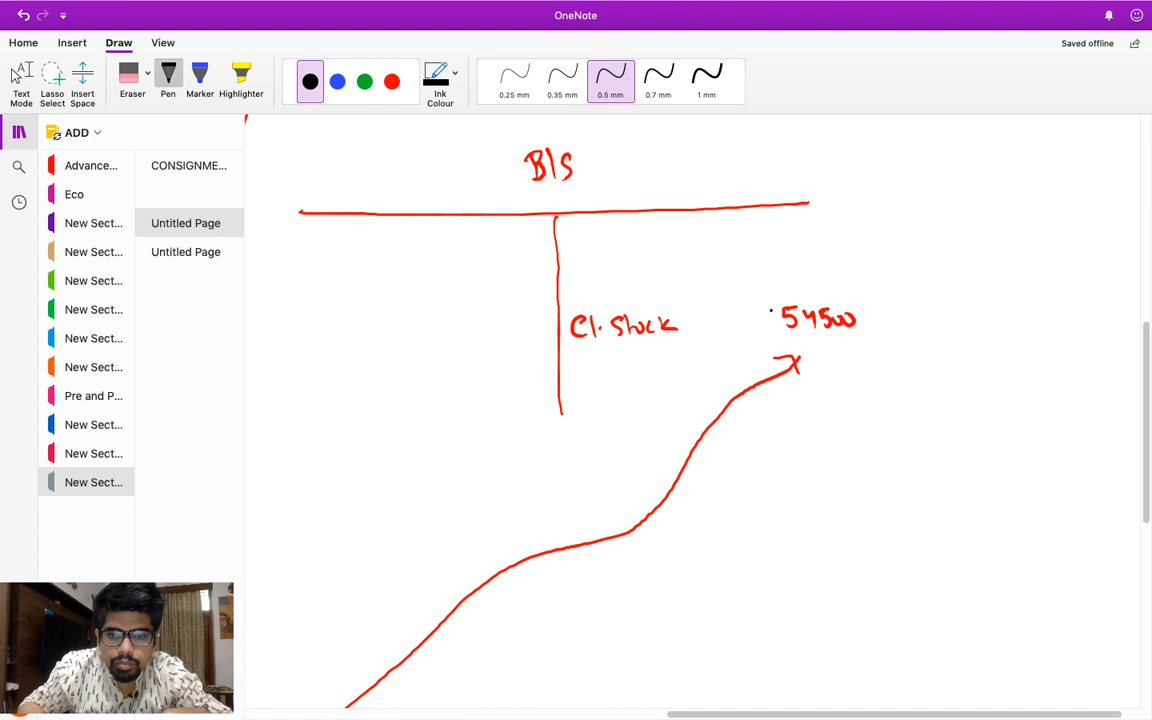 OneNote
Home Insert Draw View
Saved offline
Text Mode
Lasso Select
Insert Space
Eraser
Pen
Marker
Highlighter
Ink Colour
0.25 mm
0.35 mm
0.5 mm
0.7 mm
1 mm
ADD
Advance...
Eco
New Sect...
New Sect...
New Sect...
New Sect...
New Sect...
New Sect...
Pre and P...
New Sect...
New Sect...
New Sect...
CONSIGNME...
Untitled Page
Untitled Page
B/S
Cl. Stock 54500